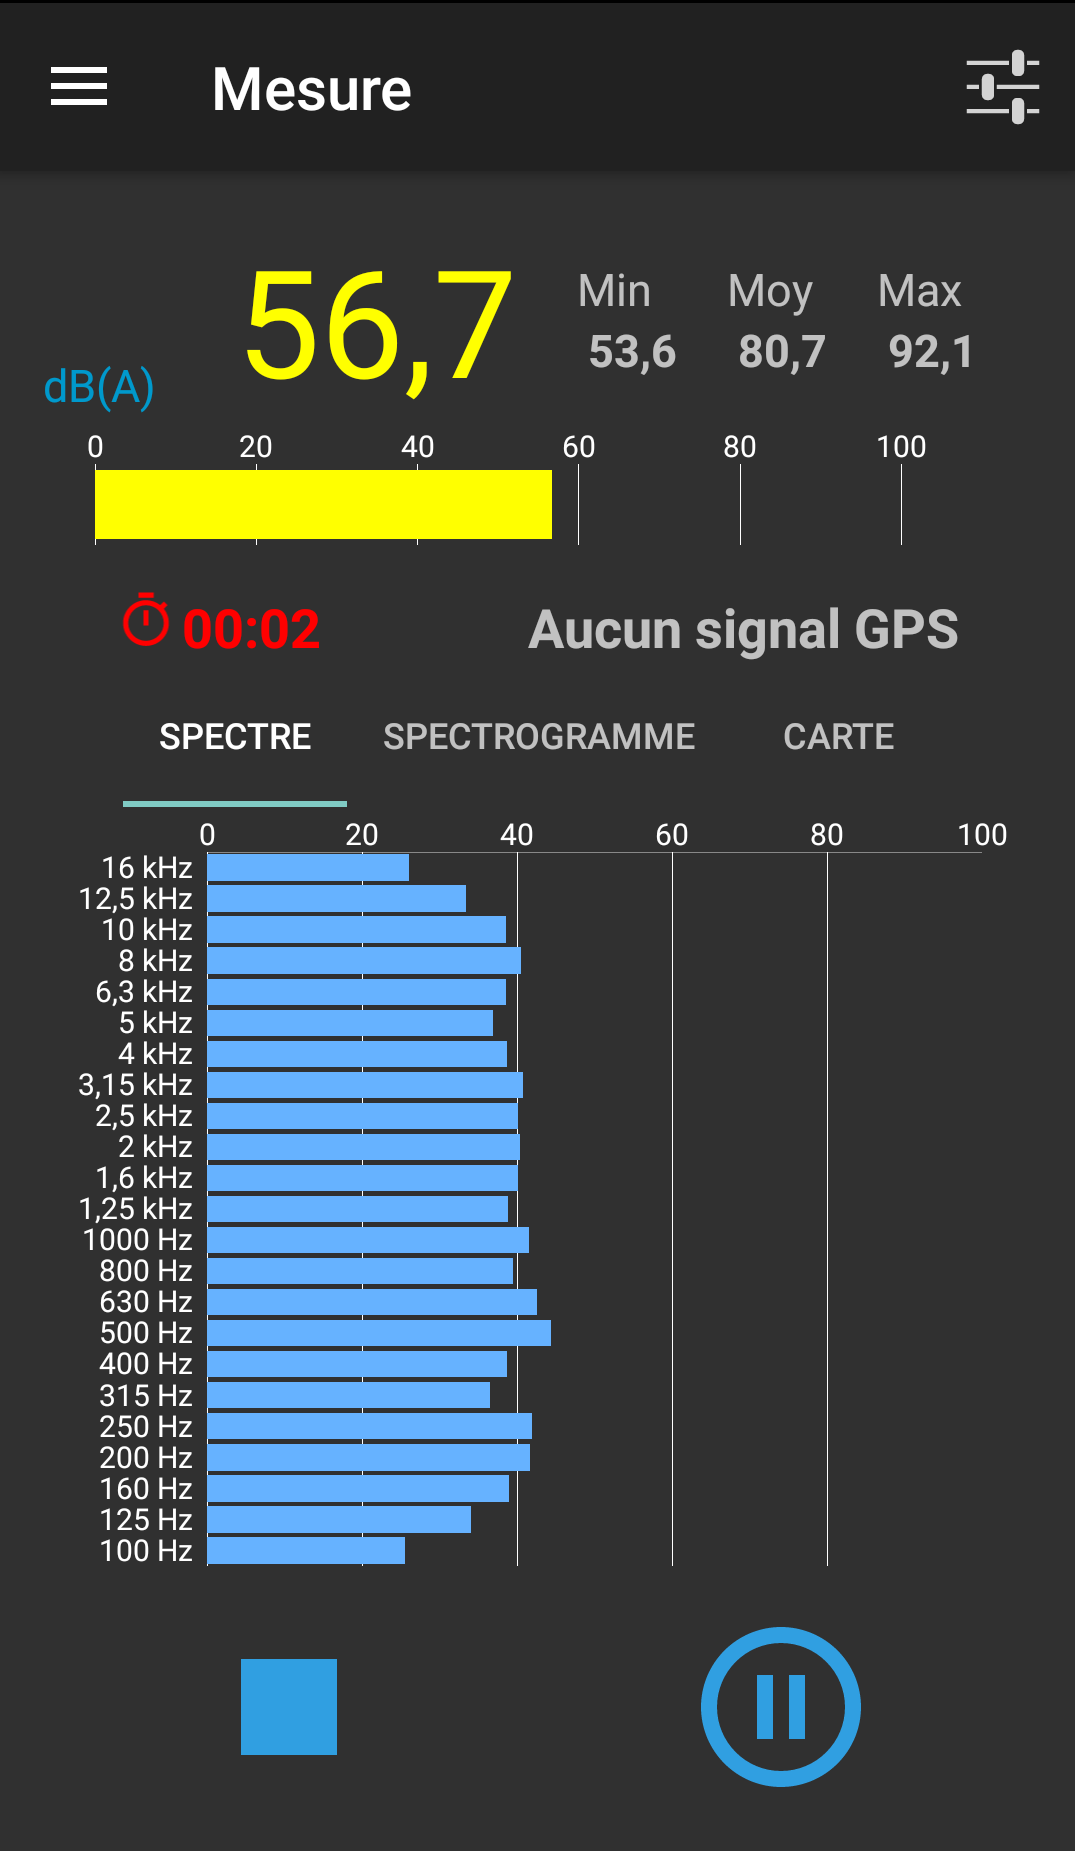 Mesure
56,7
Min Moy Max
53,6 80,7 92,1
dB(A)
0 20 40 60 80 100
00:02 Aucun signal GPS
SPECTRE SPECTROGRAMME CARTE
0 20 40 60 80 100
16 kHz
12,5 kHz
10 kHz
8 kHz
6,3 kHz
5 kHz
4 kHz
3,15 kHz
2,5 kHz
2 kHz
1,6 kHz
1,25 kHz
1000 Hz
800 Hz
630 Hz
500 Hz
400 Hz
315 Hz
250 Hz
200 Hz
160 Hz
125 Hz
100 Hz